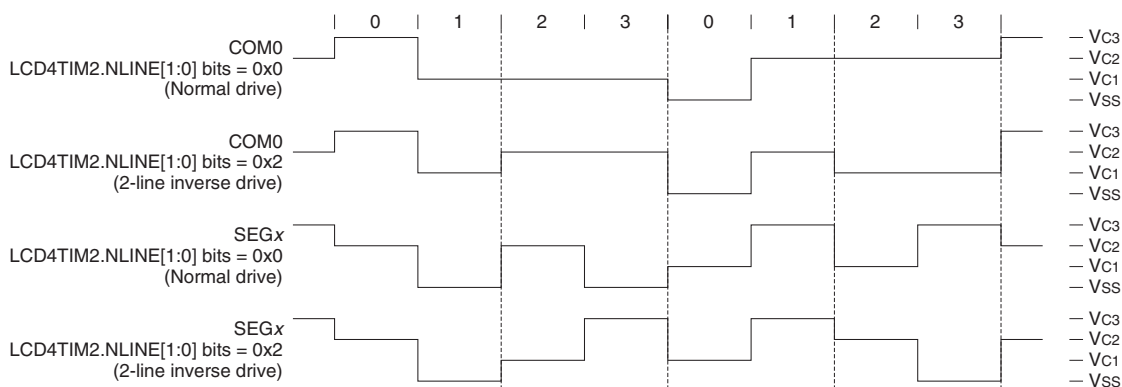 0 1 2 3 0 1 2 3
COM0
LCD4TIM2.NLINE[1:0] bits = 0x0
(Normal drive)
VC3
VC2
VC1
VSS
COM0
LCD4TIM2.NLINE[1:0] bits = 0x2
(2-line inverse drive)
VC3
VC2
VC1
VSS
SEGx
LCD4TIM2.NLINE[1:0] bits = 0x0
(Normal drive)
VC3
VC2
VC1
VSS
SEGx
LCD4TIM2.NLINE[1:0] bits = 0x2
(2-line inverse drive)
VC3
VC2
VC1
VSS